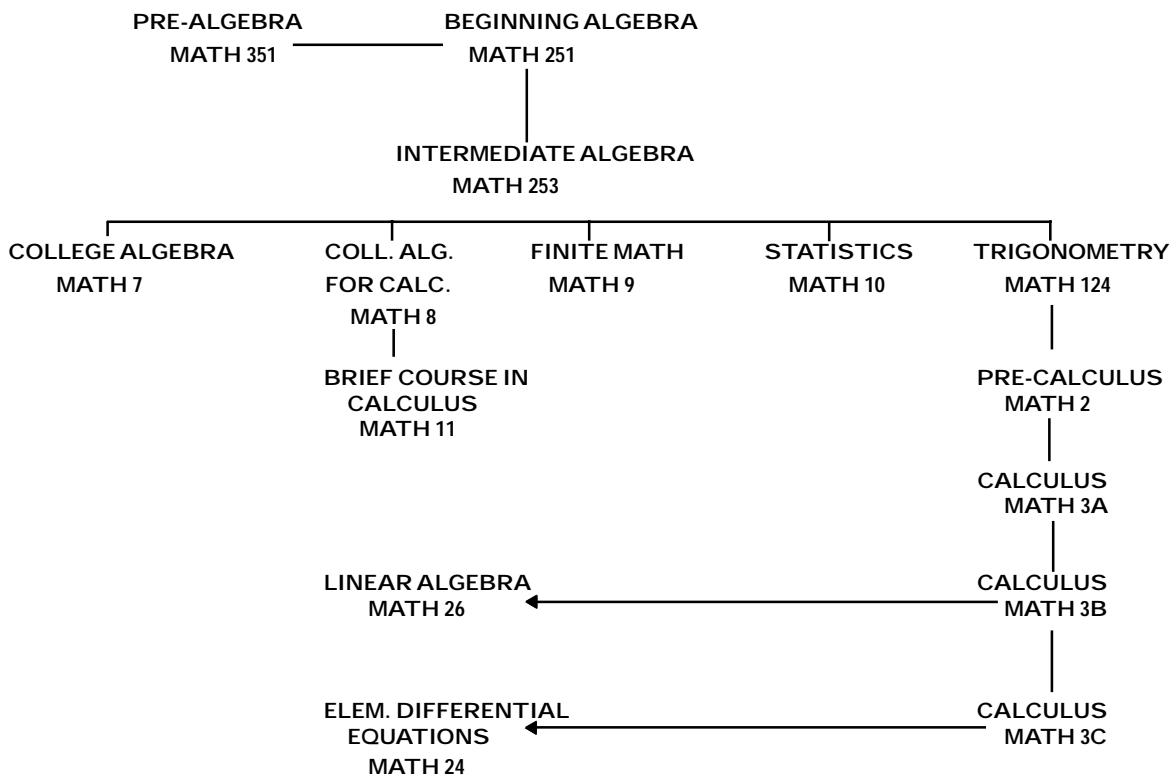 PRE-ALGEBRA
MATH 351
BEGINNING ALGEBRA
MATH 251
INTERMEDIATE ALGEBRA
MATH 253
COLLEGE ALGEBRA
MATH 7
COLL. ALG.
FOR CALC.
MATH 8
FINITE MATH
MATH 9
STATISTICS
MATH 10
TRIGONOMETRY
MATH 124
BRIEF COURSE IN
CALCULUS
MATH 11
PRE-CALCULUS
MATH 2
CALCULUS
MATH 3A
LINEAR ALGEBRA
MATH 26
CALCULUS
MATH 3B
ELEM. DIFFERENTIAL
EQUATIONS
MATH 24
CALCULUS
MATH 3C